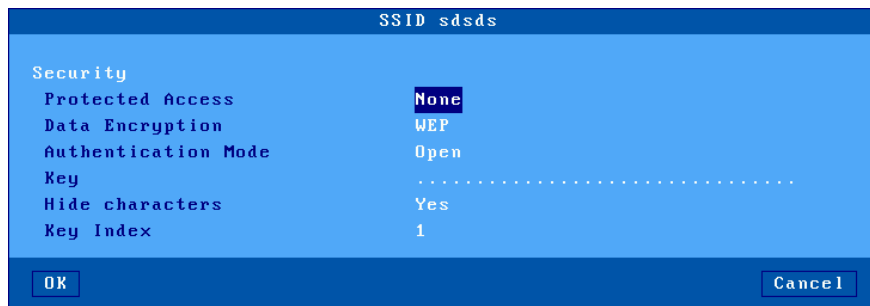 SSID sdsds
Security
Protected Access None
Data Encryption WEP
Authentication Mode Open
Key ................................
Hide characters Yes
Key Index 1
OK Cancel